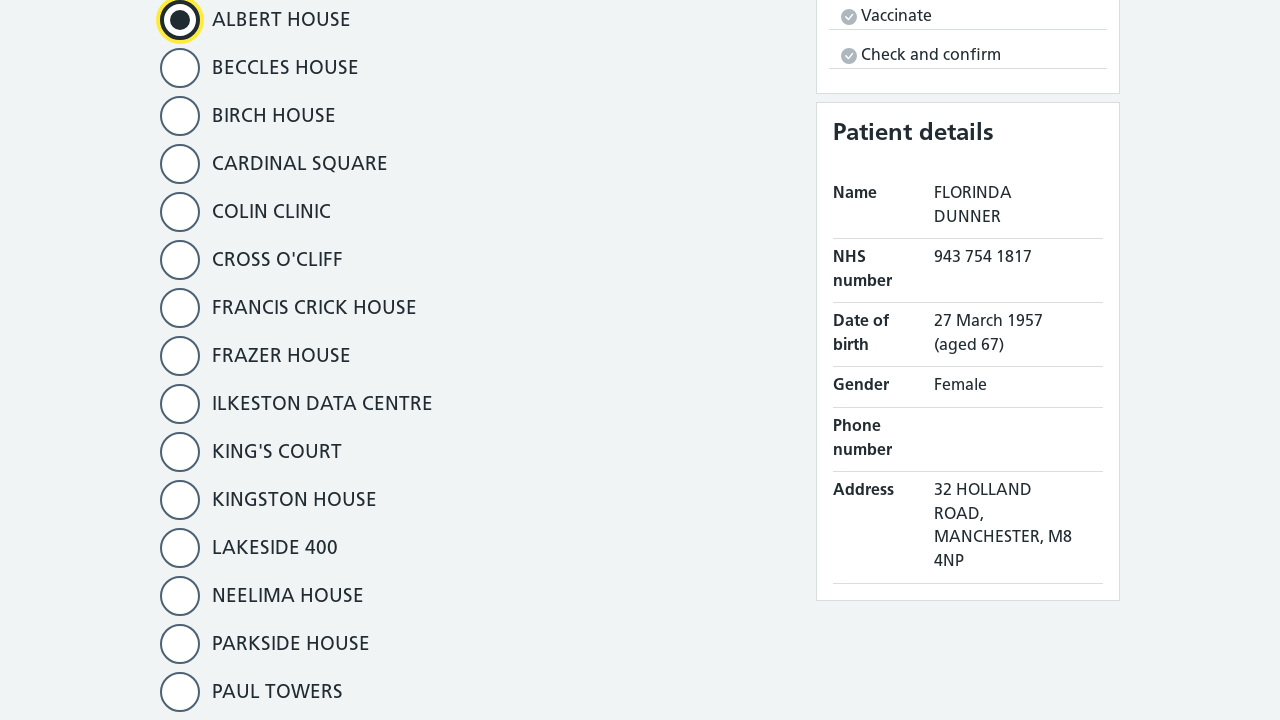 ALBERT HOUSE
BECCLES HOUSE
BIRCH HOUSE
CARDINAL SQUARE
COLIN CLINIC
CROSS O'CLIFF
FRANCIS CRICK HOUSE
FRAZER HOUSE
ILKESTON DATA CENTRE
KING'S COURT
KINGSTON HOUSE
LAKESIDE 400
NEELIMA HOUSE
PARKSIDE HOUSE
PAUL TOWERS
Vaccinate
Check and confirm
Patient details
Name FLORINDA
DUNNER
NHS 943 754 1817
number
Date of 27 March 1957
birth (aged 67)
Gender Female
Phone
number
Address 32 HOLLAND
ROAD,
MANCHESTER, M8
4NP